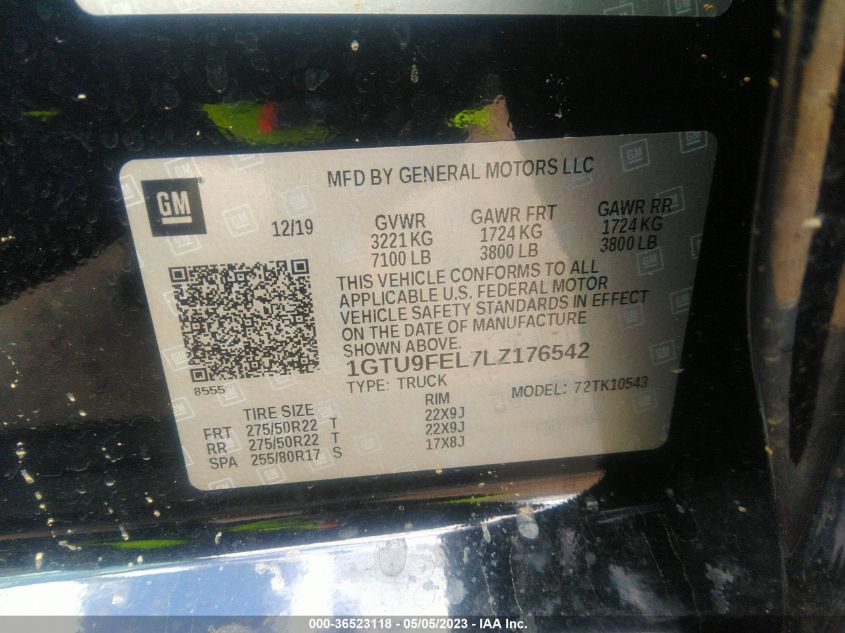 MFD BY GENERAL MOTORS LLC
GM
12/19
GVWR GAWR FRT GAWR RR
3221 KG 1724 KG 1724 KG
7100 LB 3800 LB 3800 LB
THIS VEHICLE CONFORMS TO ALL
APPLICABLE U.S. FEDERAL MOTOR
VEHICLE SAFETY STANDARDS IN EFFECT
ON THE DATE OF MANUFACTURE
SHOWN ABOVE.
1GTU9FEL7LZ176542
8555
TYPE: TRUCK MODEL: 72TK10543
TIRE SIZE RIM
FRT 275/50R22 T 22X9J
RR 275/50R22 T 22X9J
SPA 255/80R17 S 17X8J
000-36523118 - 05/05/2023 - IAA Inc.